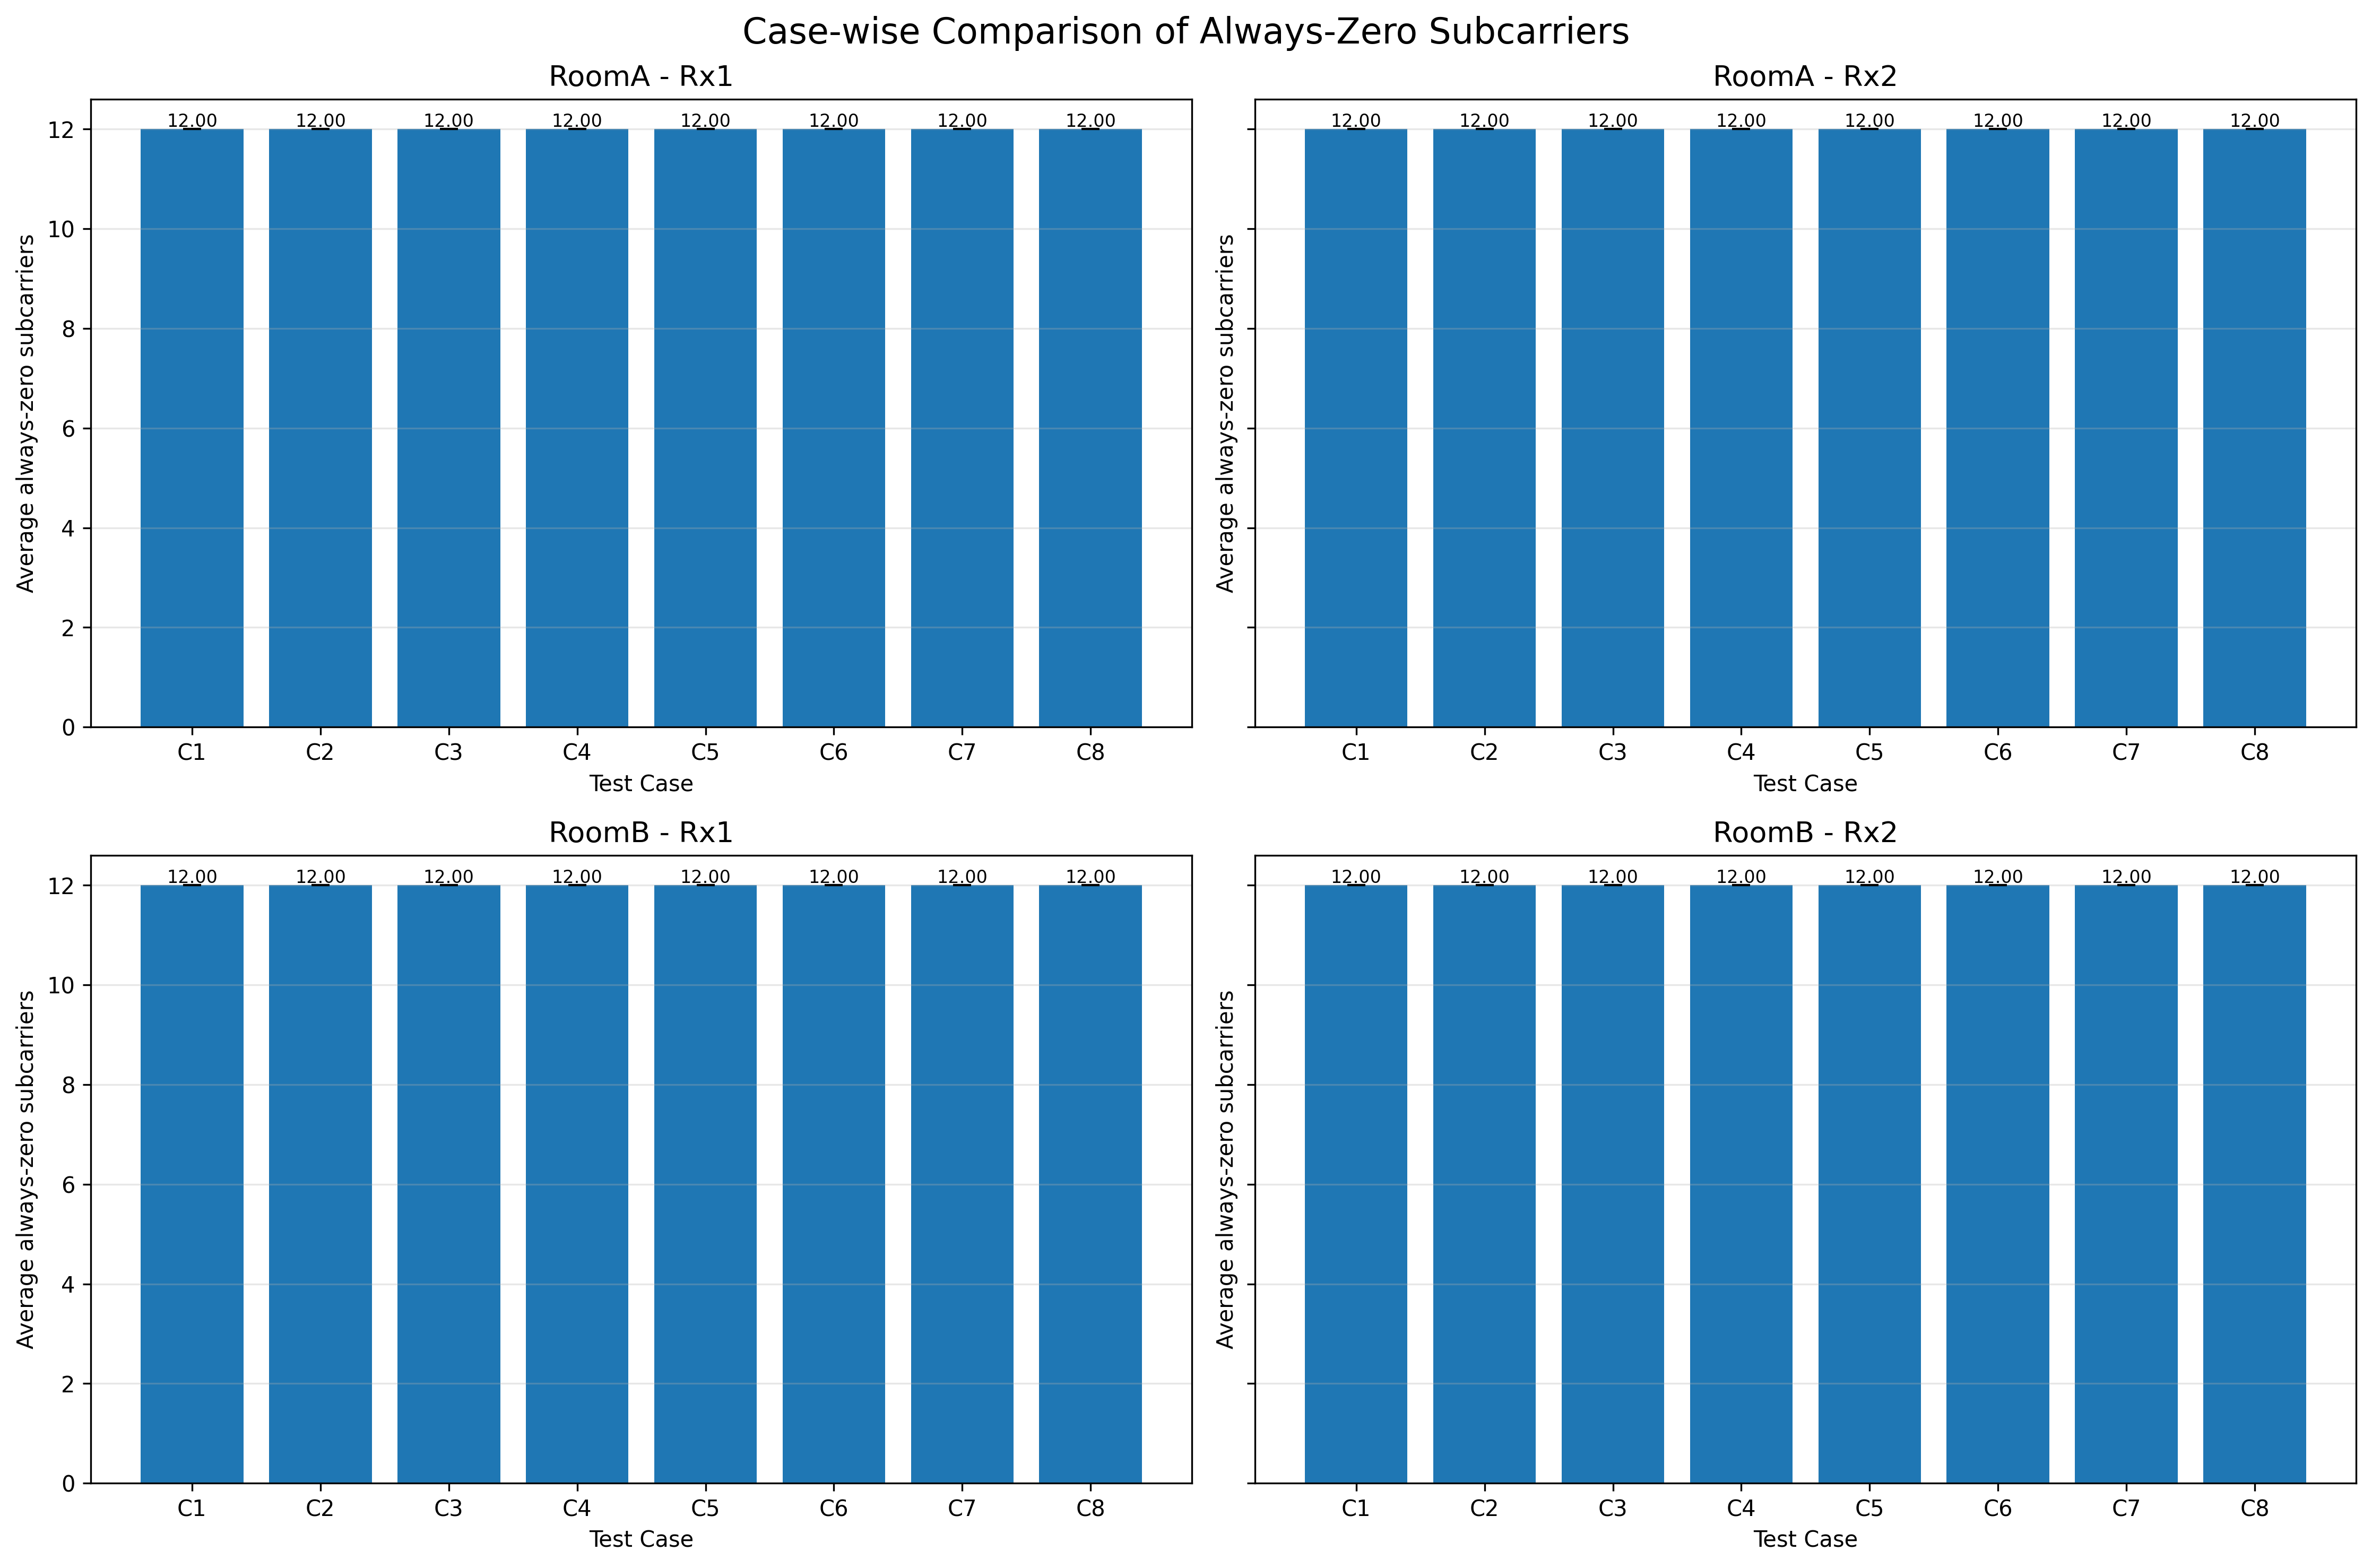 Case-wise Comparison of Always-Zero Subcarriers
RoomA - Rx1
12.00 12.00 12.00 12.00 12.00 12.00 12.00 12.00
12
10
8
6
4
2
0
Average always-zero subcarriers
C1 C2 C3 C4 C5 C6 C7 C8
Test Case
RoomA - Rx2
12.00 12.00 12.00 12.00 12.00 12.00 12.00 12.00
Average always-zero subcarriers
C1 C2 C3 C4 C5 C6 C7 C8
Test Case
RoomB - Rx1
12.00 12.00 12.00 12.00 12.00 12.00 12.00 12.00
12
10
8
6
4
2
0
Average always-zero subcarriers
C1 C2 C3 C4 C5 C6 C7 C8
Test Case
RoomB - Rx2
12.00 12.00 12.00 12.00 12.00 12.00 12.00 12.00
Average always-zero subcarriers
C1 C2 C3 C4 C5 C6 C7 C8
Test Case